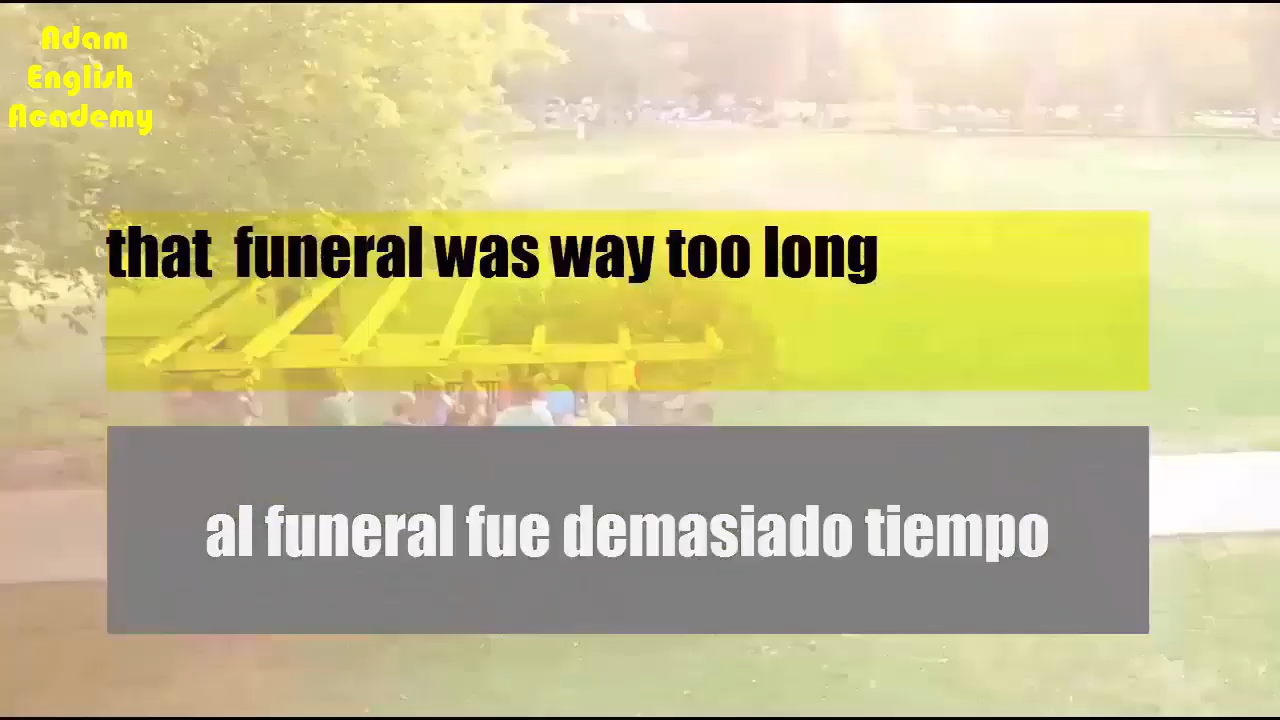 Adam
English
Academy
that  funeral was way too long
al funeral fue demasiado tiempo